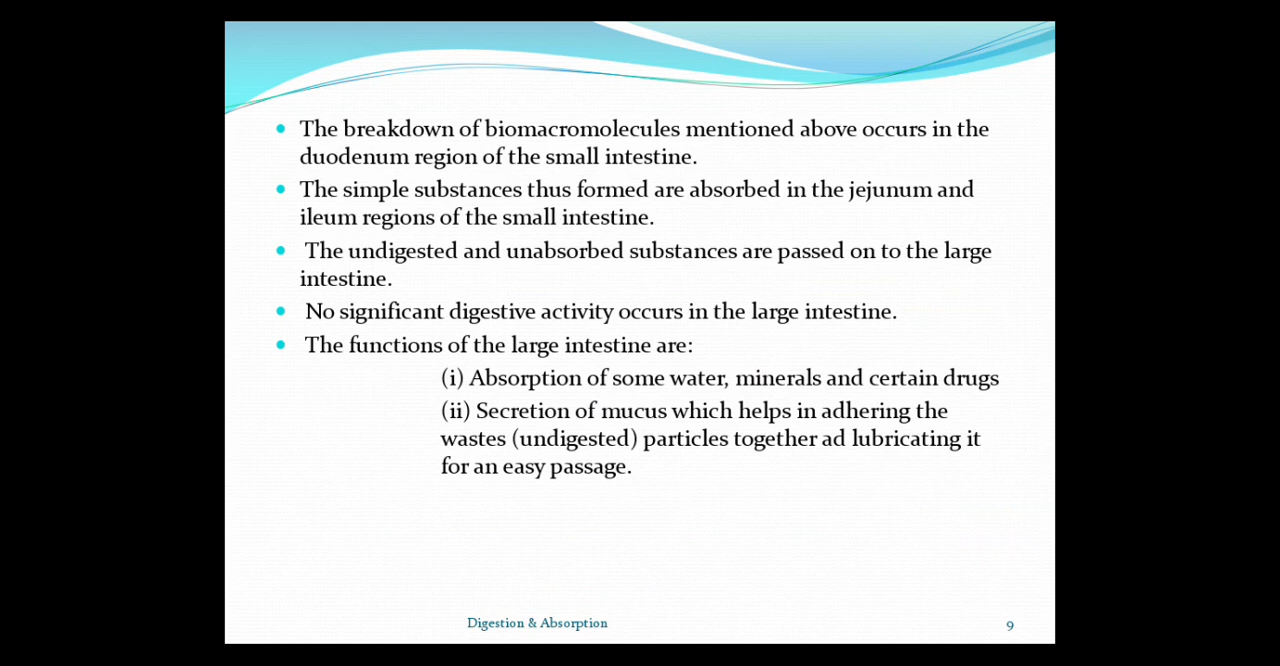 The breakdown of biomacromolecules mentioned above occurs in the
duodenum region of the small intestine.
The simple substances thus formed are absorbed in the jejunum and
ileum regions of the small intestine.
The undigested and unabsorbed substances are passed on to the large
intestine.
No significant digestive activity occurs in the large intestine.
The functions of the large intestine are:
(i) Absorption of some water, minerals and certain drugs
(ii) Secretion of mucus which helps in adhering the
wastes (undigested) particles together ad lubricating it
for an easy passage.
Digestion & Absorption
9